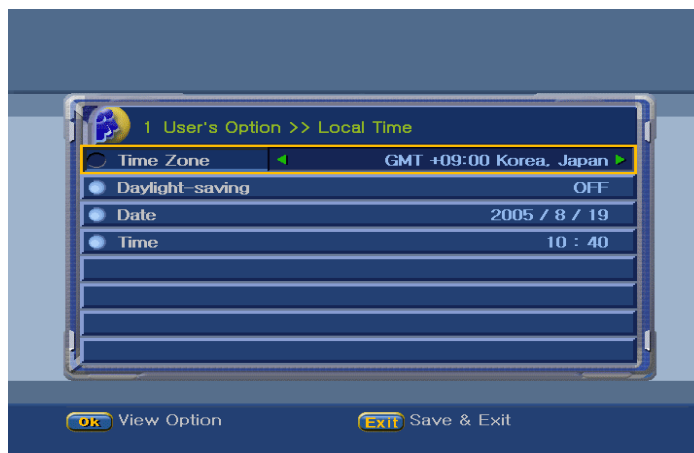 1 User's Option >> Local Time
Time Zone GMT +09:00 Korea, Japan
Daylight-saving OFF
Date 2005 / 8 / 19
Time 10 : 40
OK View Option Exit Save & Exit